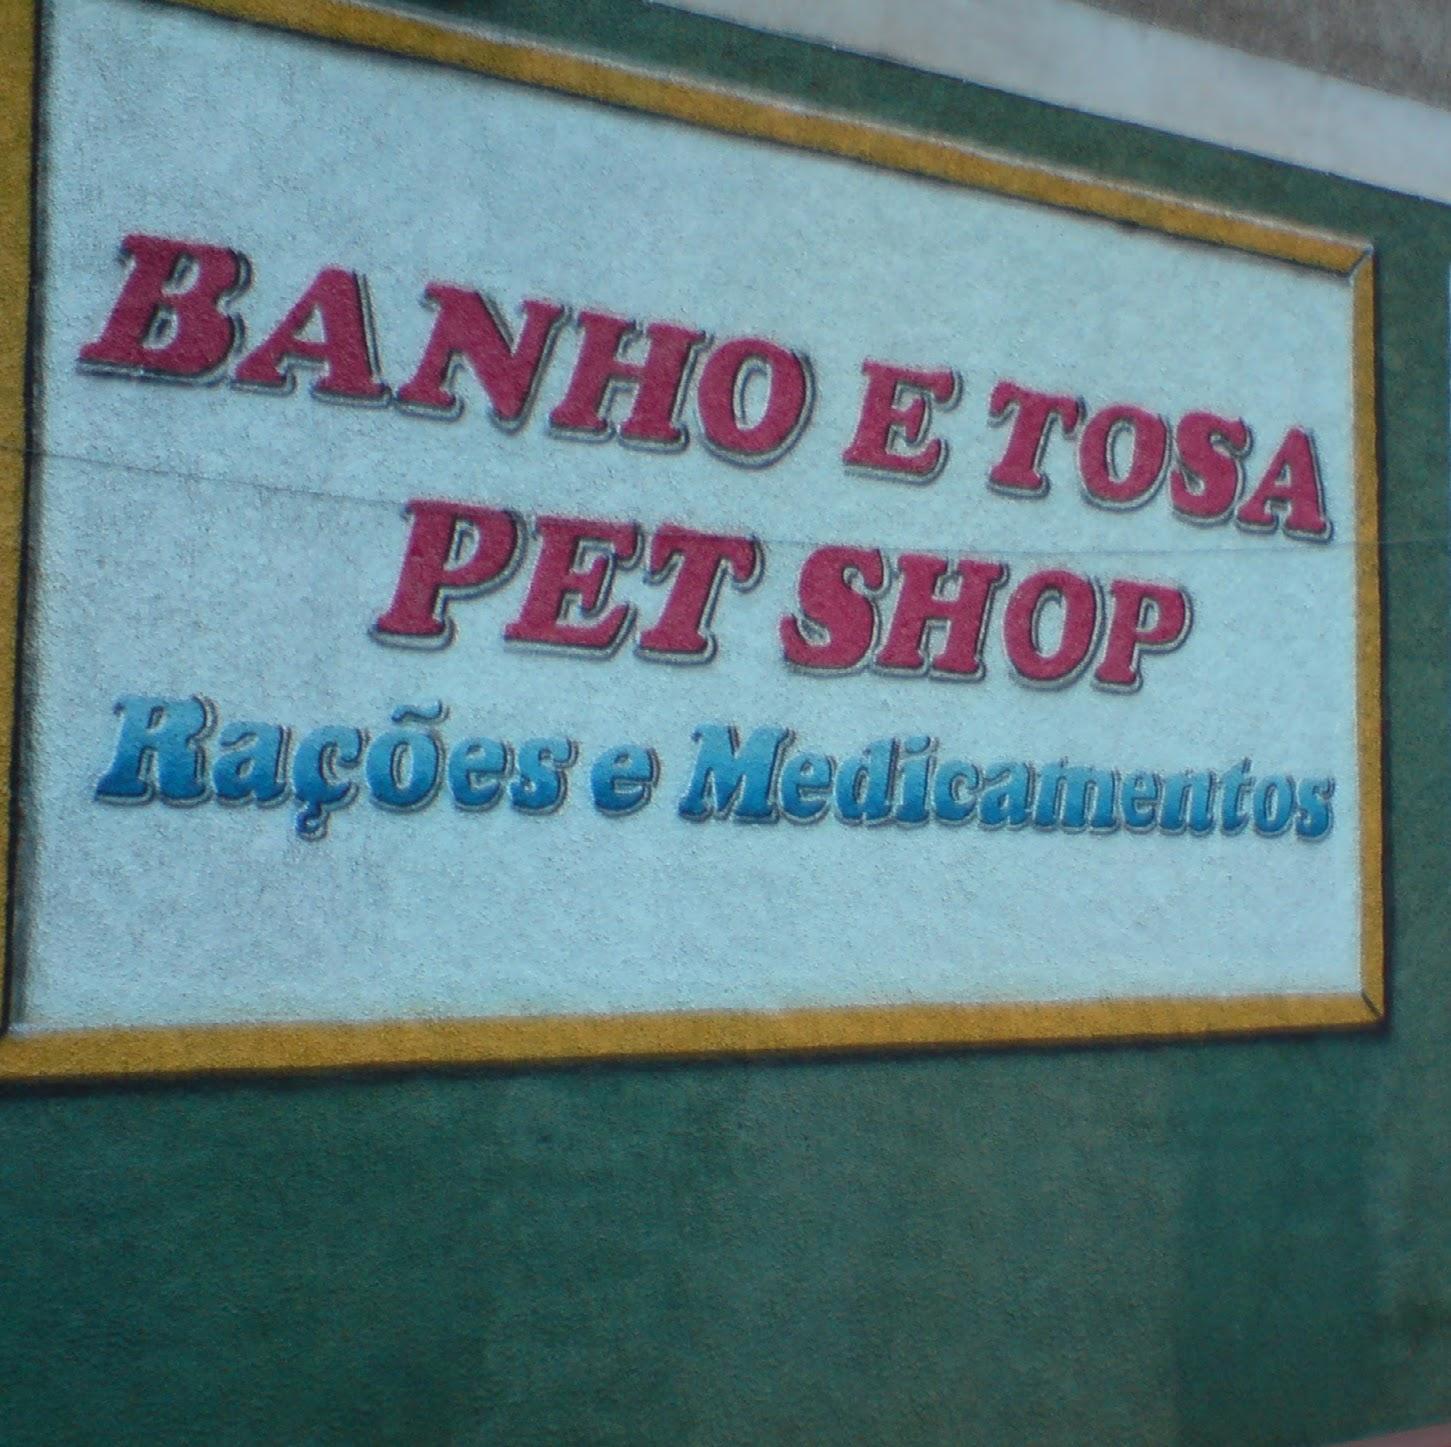 BANHO E TOSA
PET SHOP
Rações e Medicamentos